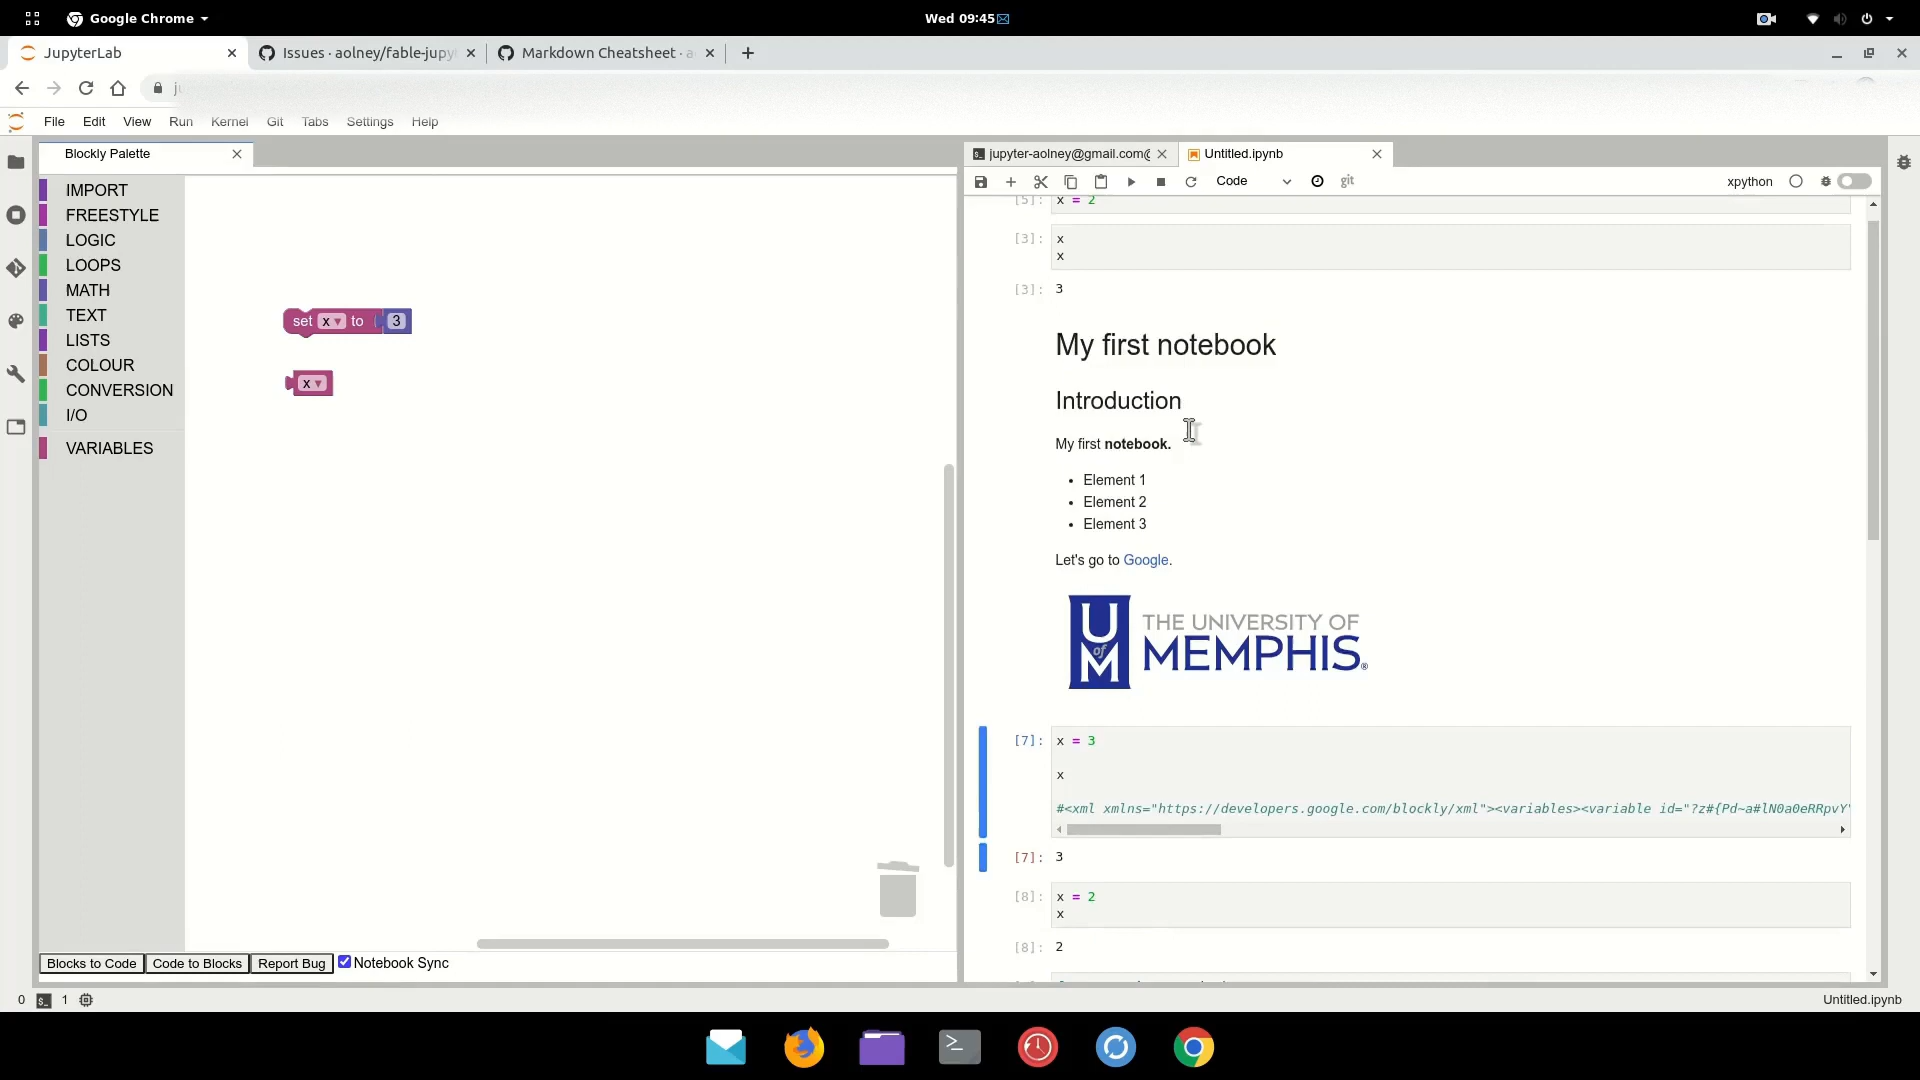 Google Chrome
Wed 09:45
JupyterLab
Issues · aolney/fable-jupy
Markdown Cheatsheet · a
File Edit View Run Kernel Git Tabs Settings Help
Blockly Palette
IMPORT
FREESTYLE
LOGIC
LOOPS
MATH
TEXT
LISTS
COLOUR
CONVERSION
I/O
VARIABLES
set x to 3
x
Blocks to Code Code to Blocks Report Bug Notebook Sync
jupyter-aolney@gmail.com@
Untitled.ipynb
Code
git
xpython
[5]: x = 2
[3]: x
x
[3]: 3
My first notebook
Introduction
My first notebook.
Element 1
Element 2
Element 3
Let's go to Google.
U of M
THE UNIVERSITY OF
MEMPHIS®
[7]: x = 3
x
#<xml xmlns="https://developers.google.com/blockly/xml"><variables><variable id="?z#{Pd~a#lN0a0eRRpvY"
[7]: 3
[8]: x = 2
x
[8]: 2
0 $_ 1
Untitled.ipynb